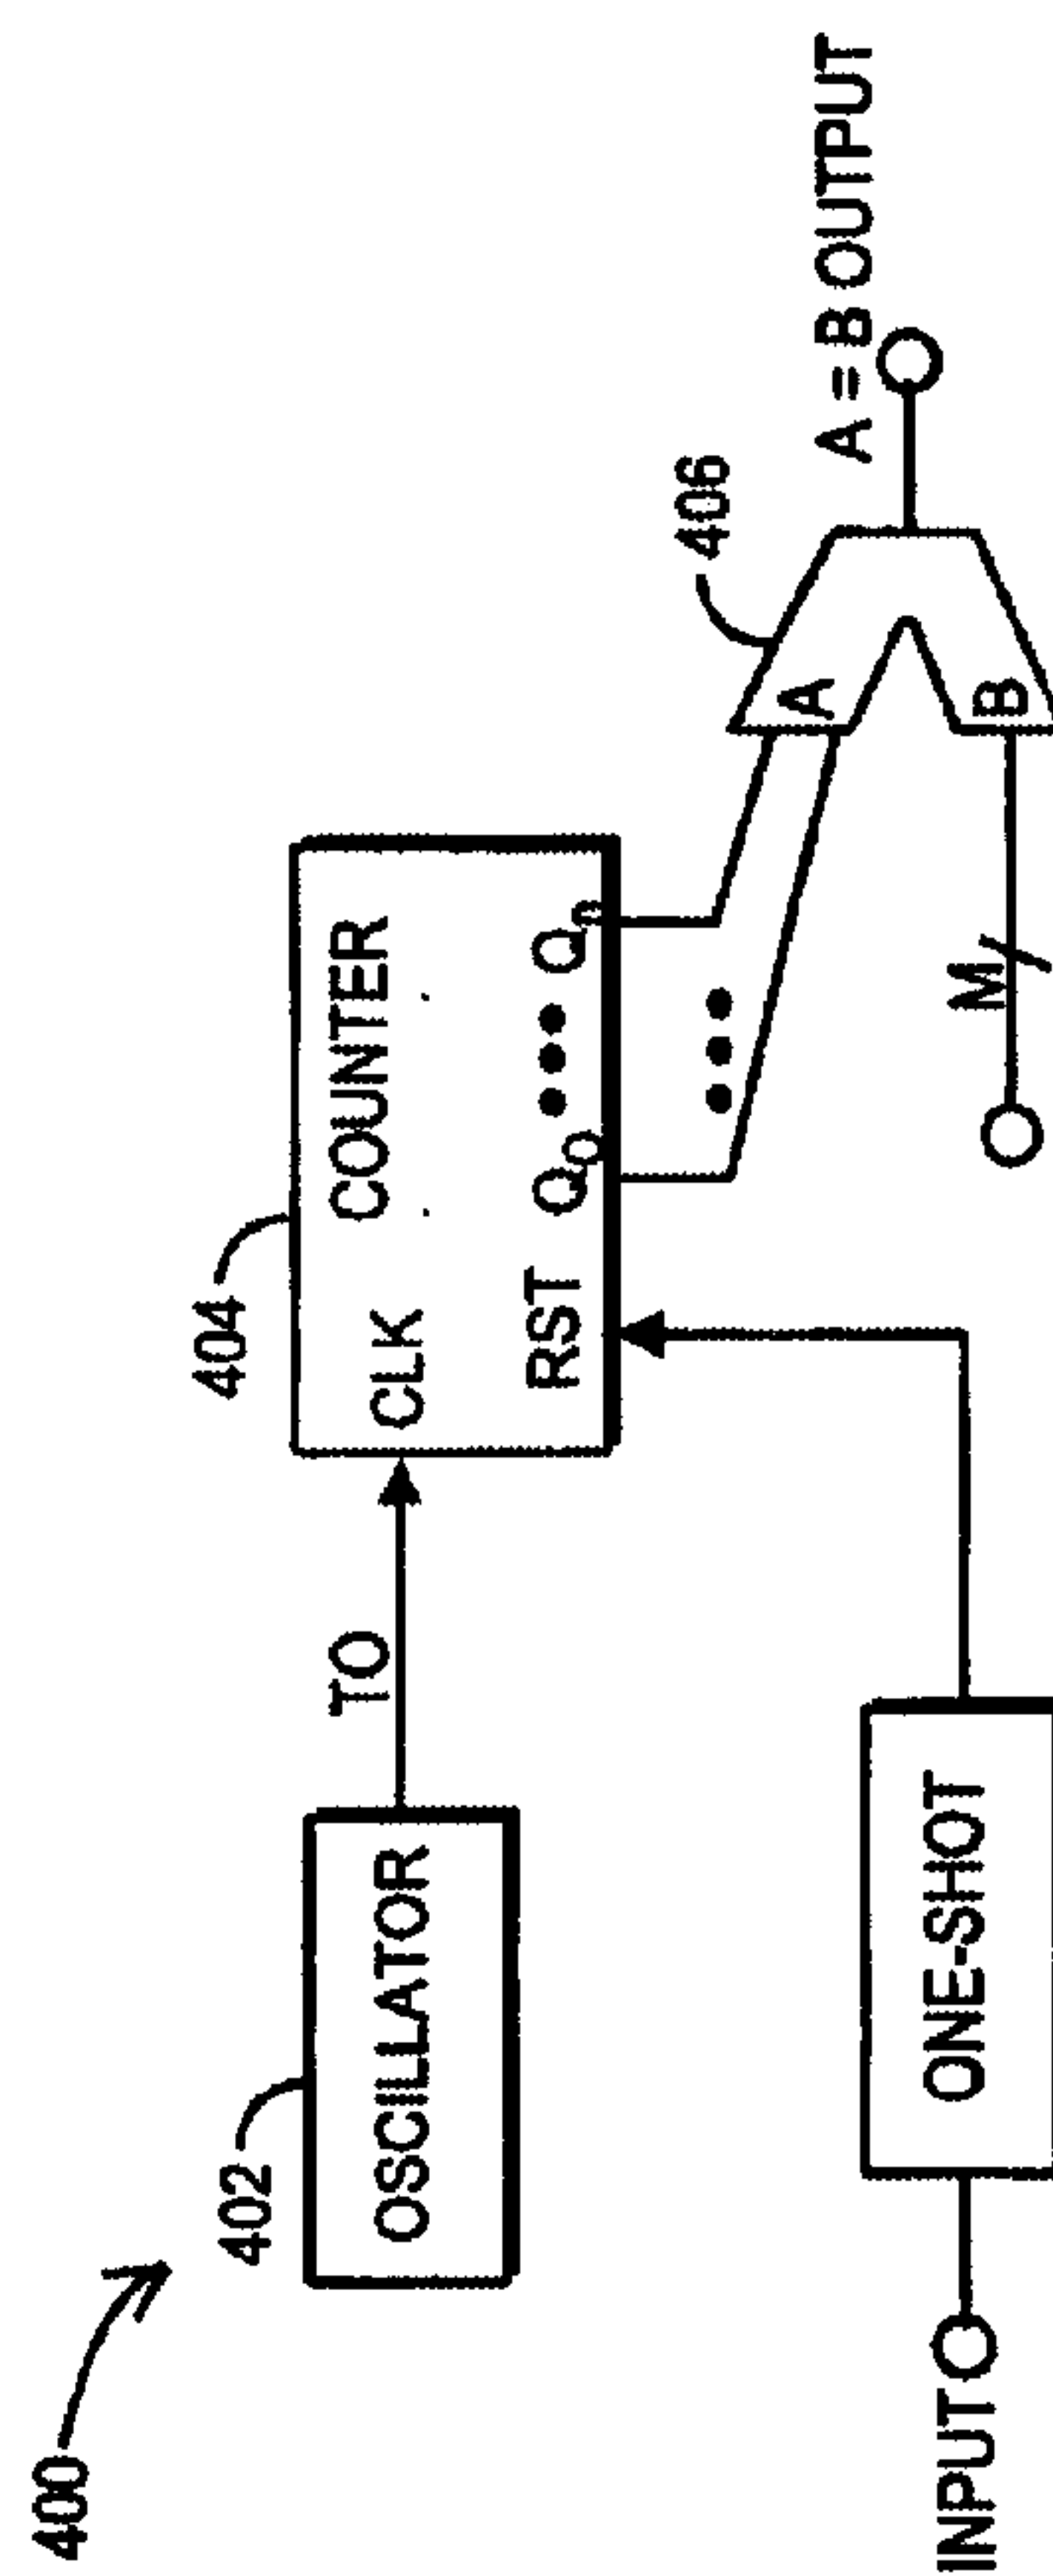 400
402
OSCILLATOR
TO
404
COUNTER
CLK
RST
Q0 Qn
406
A
B
A = B OUTPUT
M
INPUT
ONE-SHOT